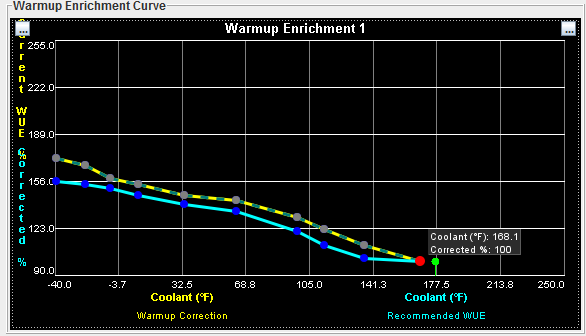 Warmup Enrichment Curve
...
Warmup Enrichment 1
...
Current WUE %
Corrected %
255.0
222.0
189.0
156.0
123.0
90.0
Coolant (°F): 168.1
Corrected %: 100
-40.0 -3.7 32.5 68.8 105.0 141.3 177.5 213.8 250.0
Coolant (°F) Coolant (°F)
Warmup Correction Recommended WUE